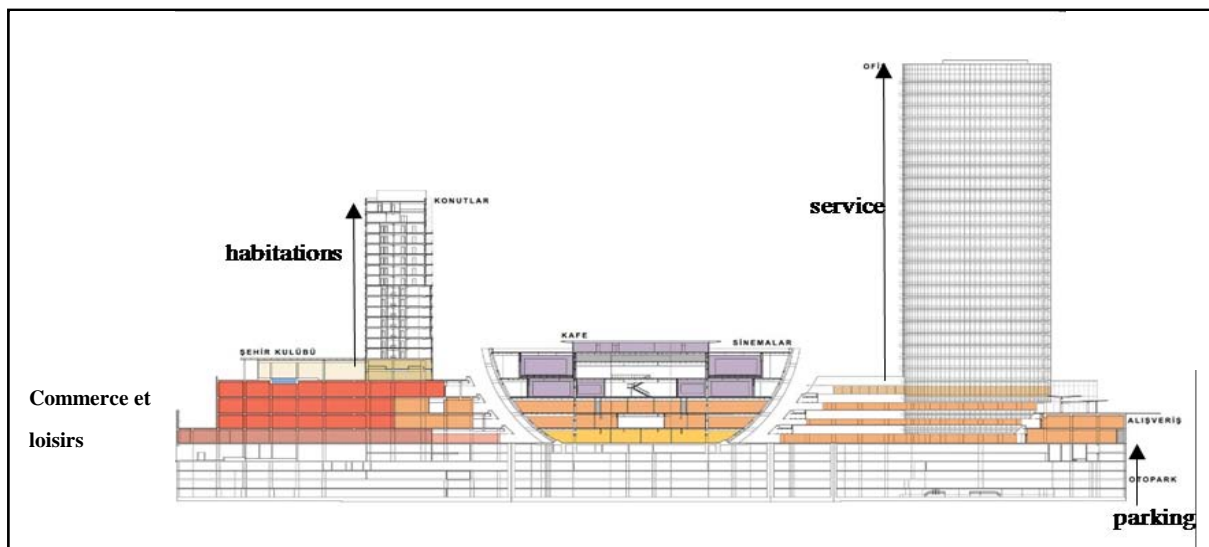 OFİS
service
KONUTLAR
habitations
KAFE
SİNEMALAR
ŞEHİR KULÜBÜ
Commerce et
loisirs
ALIŞVERİŞ
OTOPARK
parking